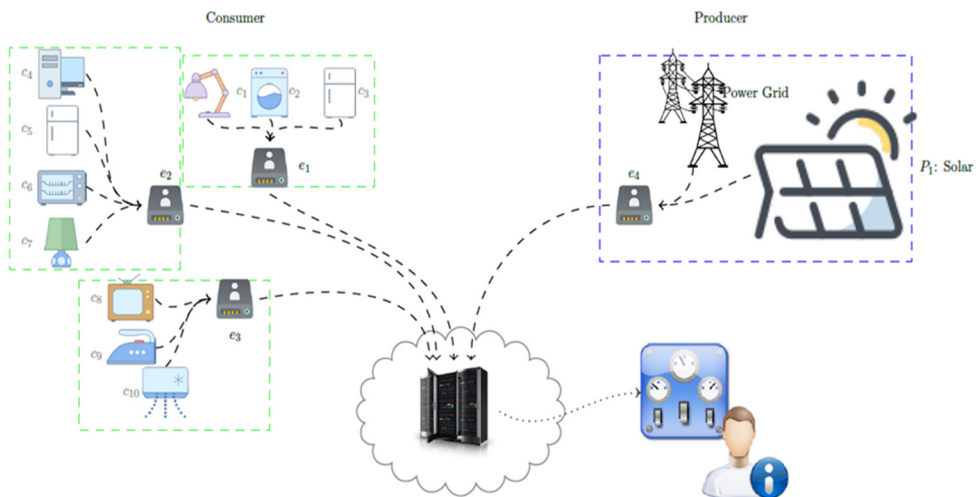 Consumer
Producer
c₄
c₁
c₂
c₃
Power Grid
c₅
e₁
P₁: Solar
e₂
e₄
c₆
c₇
c₈
e₃
c₉
c₁₀